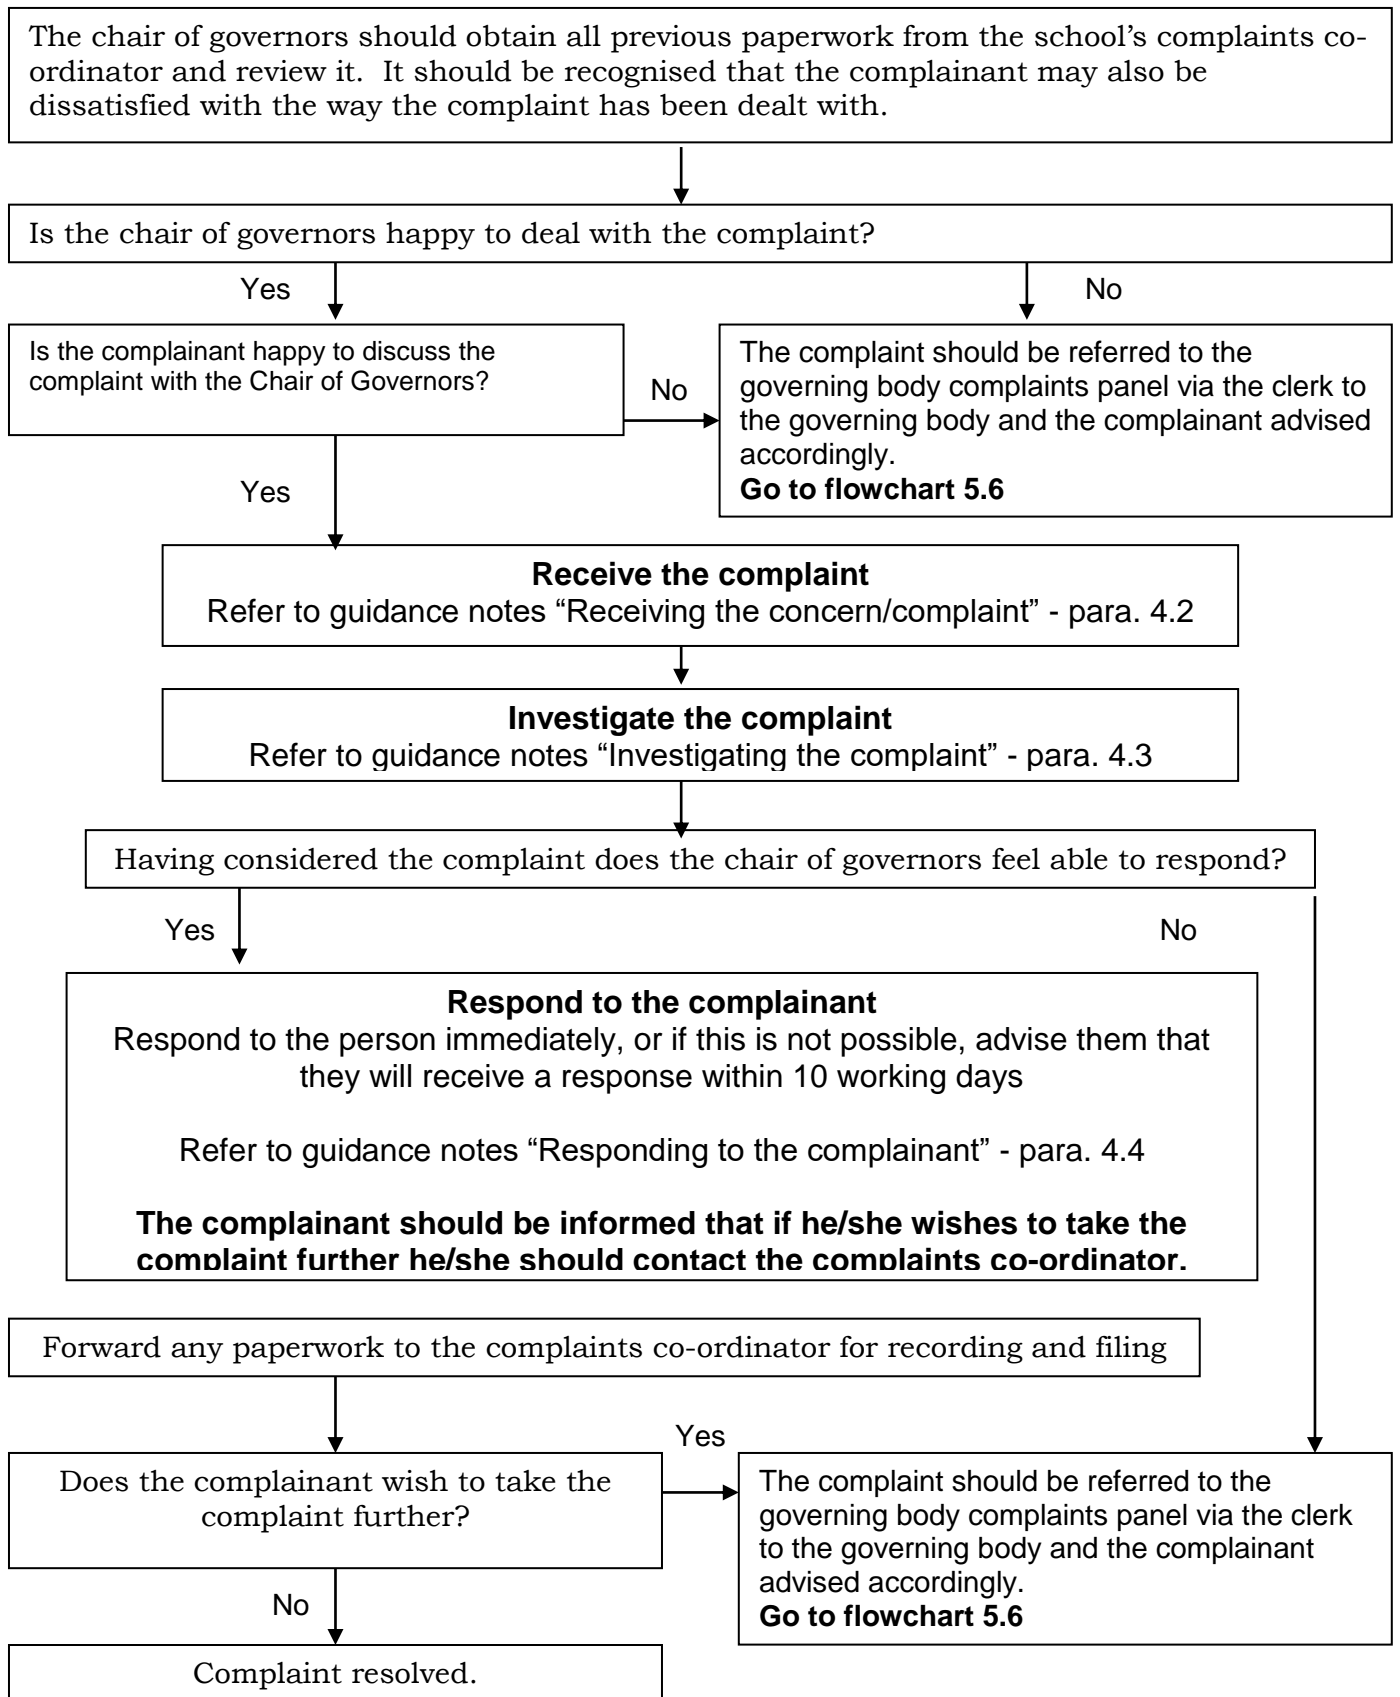 The chair of governors should obtain all previous paperwork from the school’s complaints co-
ordinator and review it.  It should be recognised that the complainant may also be
dissatisfied with the way the complaint has been dealt with.
Is the chair of governors happy to deal with the complaint?
Yes
No
Is the complainant happy to discuss the
complaint with the Chair of Governors?
No
The complaint should be referred to the
governing body complaints panel via the clerk to
the governing body and the complainant advised
accordingly.
Go to flowchart 5.6
Yes
Receive the complaint
Refer to guidance notes “Receiving the concern/complaint” - para. 4.2
Investigate the complaint
Refer to guidance notes “Investigating the complaint” - para. 4.3
Having considered the complaint does the chair of governors feel able to respond?
Yes
No
Respond to the complainant
Respond to the person immediately, or if this is not possible, advise them that
they will receive a response within 10 working days
Refer to guidance notes “Responding to the complainant” - para. 4.4
The complainant should be informed that if he/she wishes to take the
complaint further he/she should contact the complaints co-ordinator.
Forward any paperwork to the complaints co-ordinator for recording and filing
Yes
Does the complainant wish to take the
complaint further?
The complaint should be referred to the
governing body complaints panel via the clerk
to the governing body and the complainant
advised accordingly.
Go to flowchart 5.6
No
Complaint resolved.